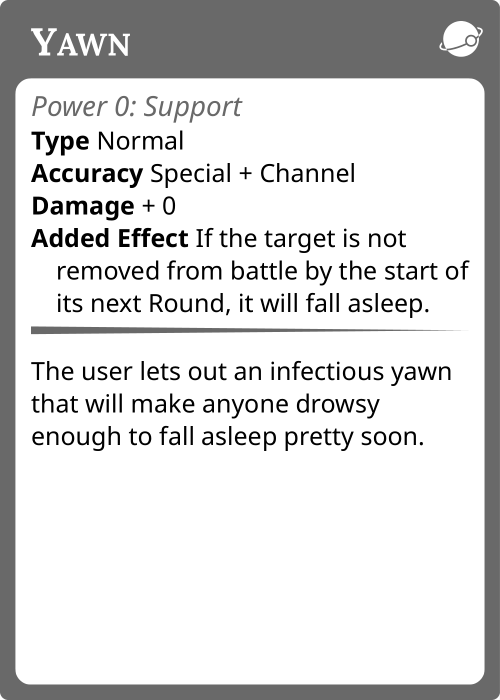 YAWN
Power 0: Support
Type Normal
Accuracy Special + Channel
Damage + 0
Added Effect If the target is not
removed from battle by the start of
its next Round, it will fall asleep.
The user lets out an infectious yawn
that will make anyone drowsy
enough to fall asleep pretty soon.